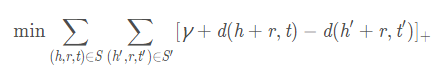 min ∑ ∑ [γ + d(h + r, t) − d(h′ + r, t′)]₊
(h,r,t)∈S (h′,r,t′)∈S′